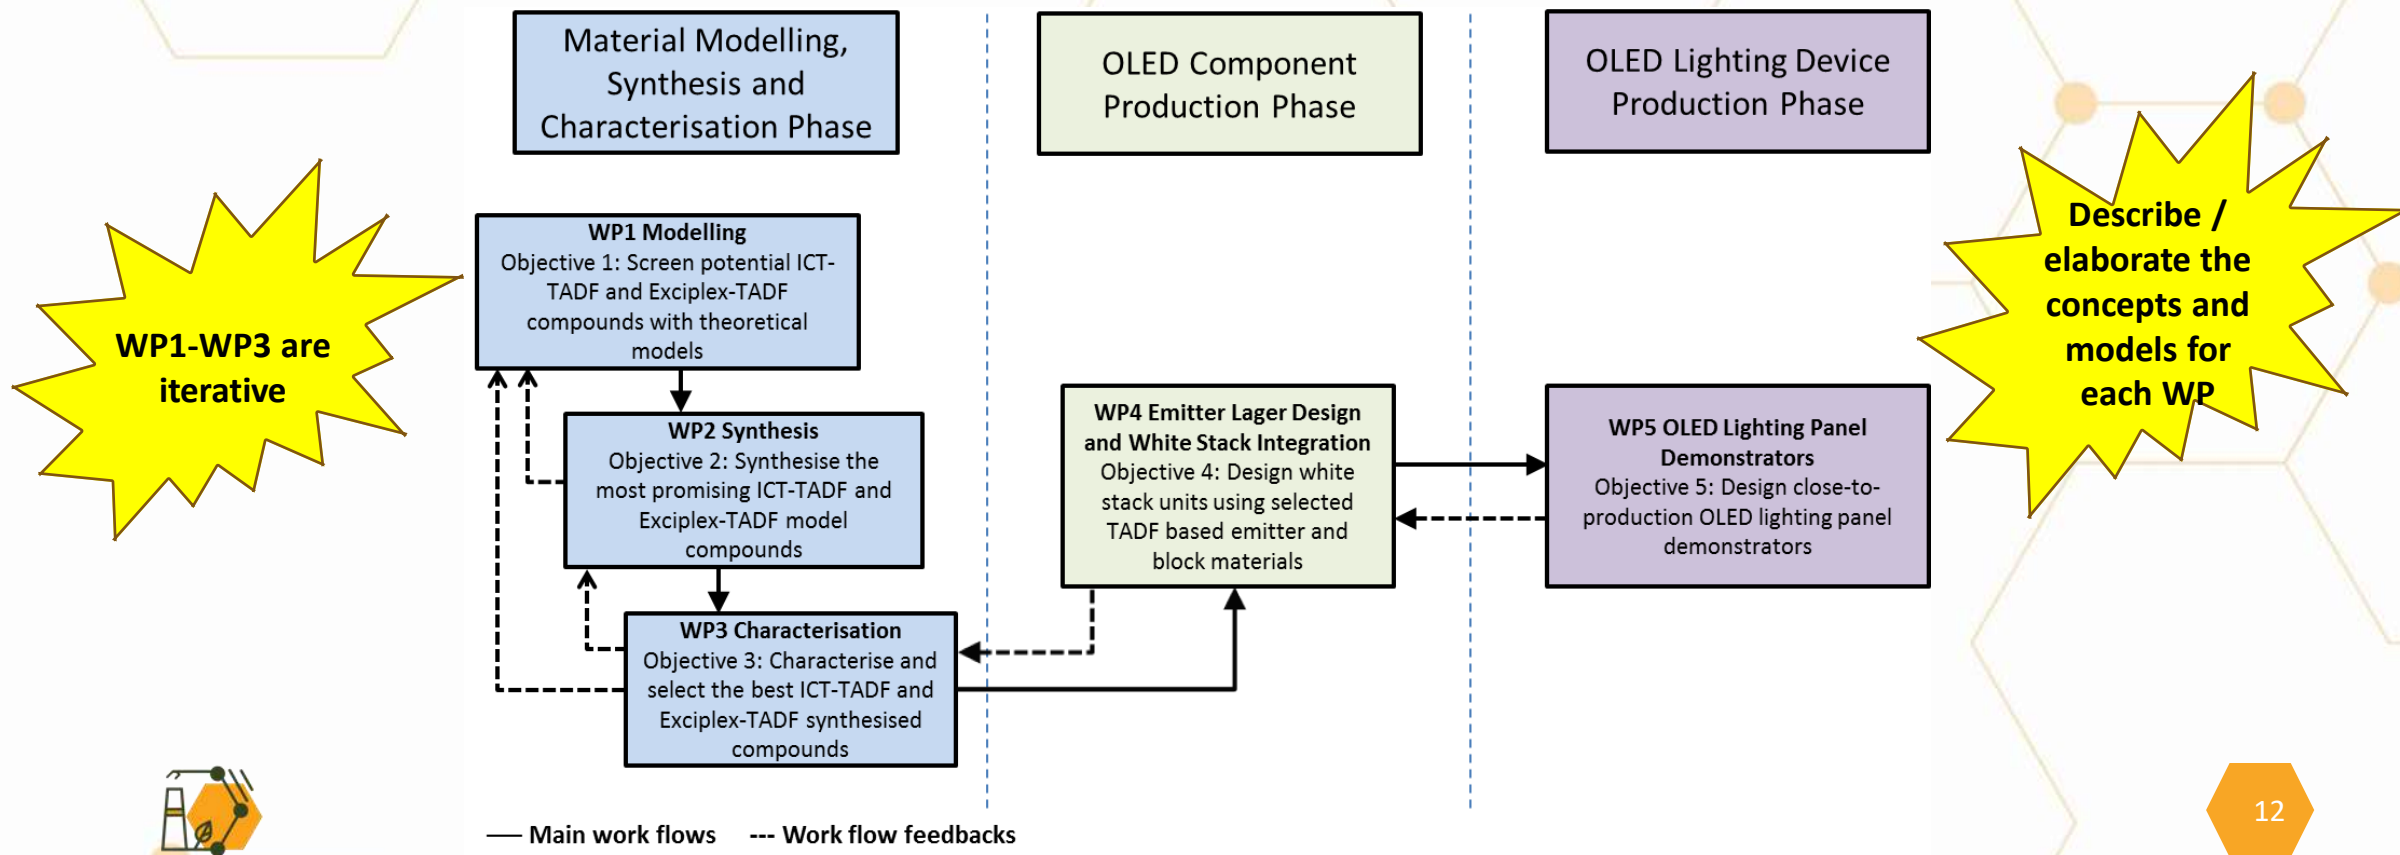 Material Modelling,
Synthesis and
Characterisation Phase
OLED Component
Production Phase
OLED Lighting Device
Production Phase
WP1-WP3 are
iterative
WP1 Modelling
Objective 1: Screen potential ICT-
TADF and Exciplex-TADF
compounds with theoretical
models
WP2 Synthesis
Objective 2: Synthesise the
most promising ICT-TADF and
Exciplex-TADF model
compounds
WP3 Characterisation
Objective 3: Characterise and
select the best ICT-TADF and
Exciplex-TADF synthesised
compounds
WP4 Emitter Lager Design
and White Stack Integration
Objective 4: Design white
stack units using selected
TADF based emitter and
block materials
WP5 OLED Lighting Panel
Demonstrators
Objective 5: Design close-to-
production OLED lighting panel
demonstrators
Describe /
elaborate the
concepts and
models for
each WP
Main work flows
--- Work flow feedbacks
12